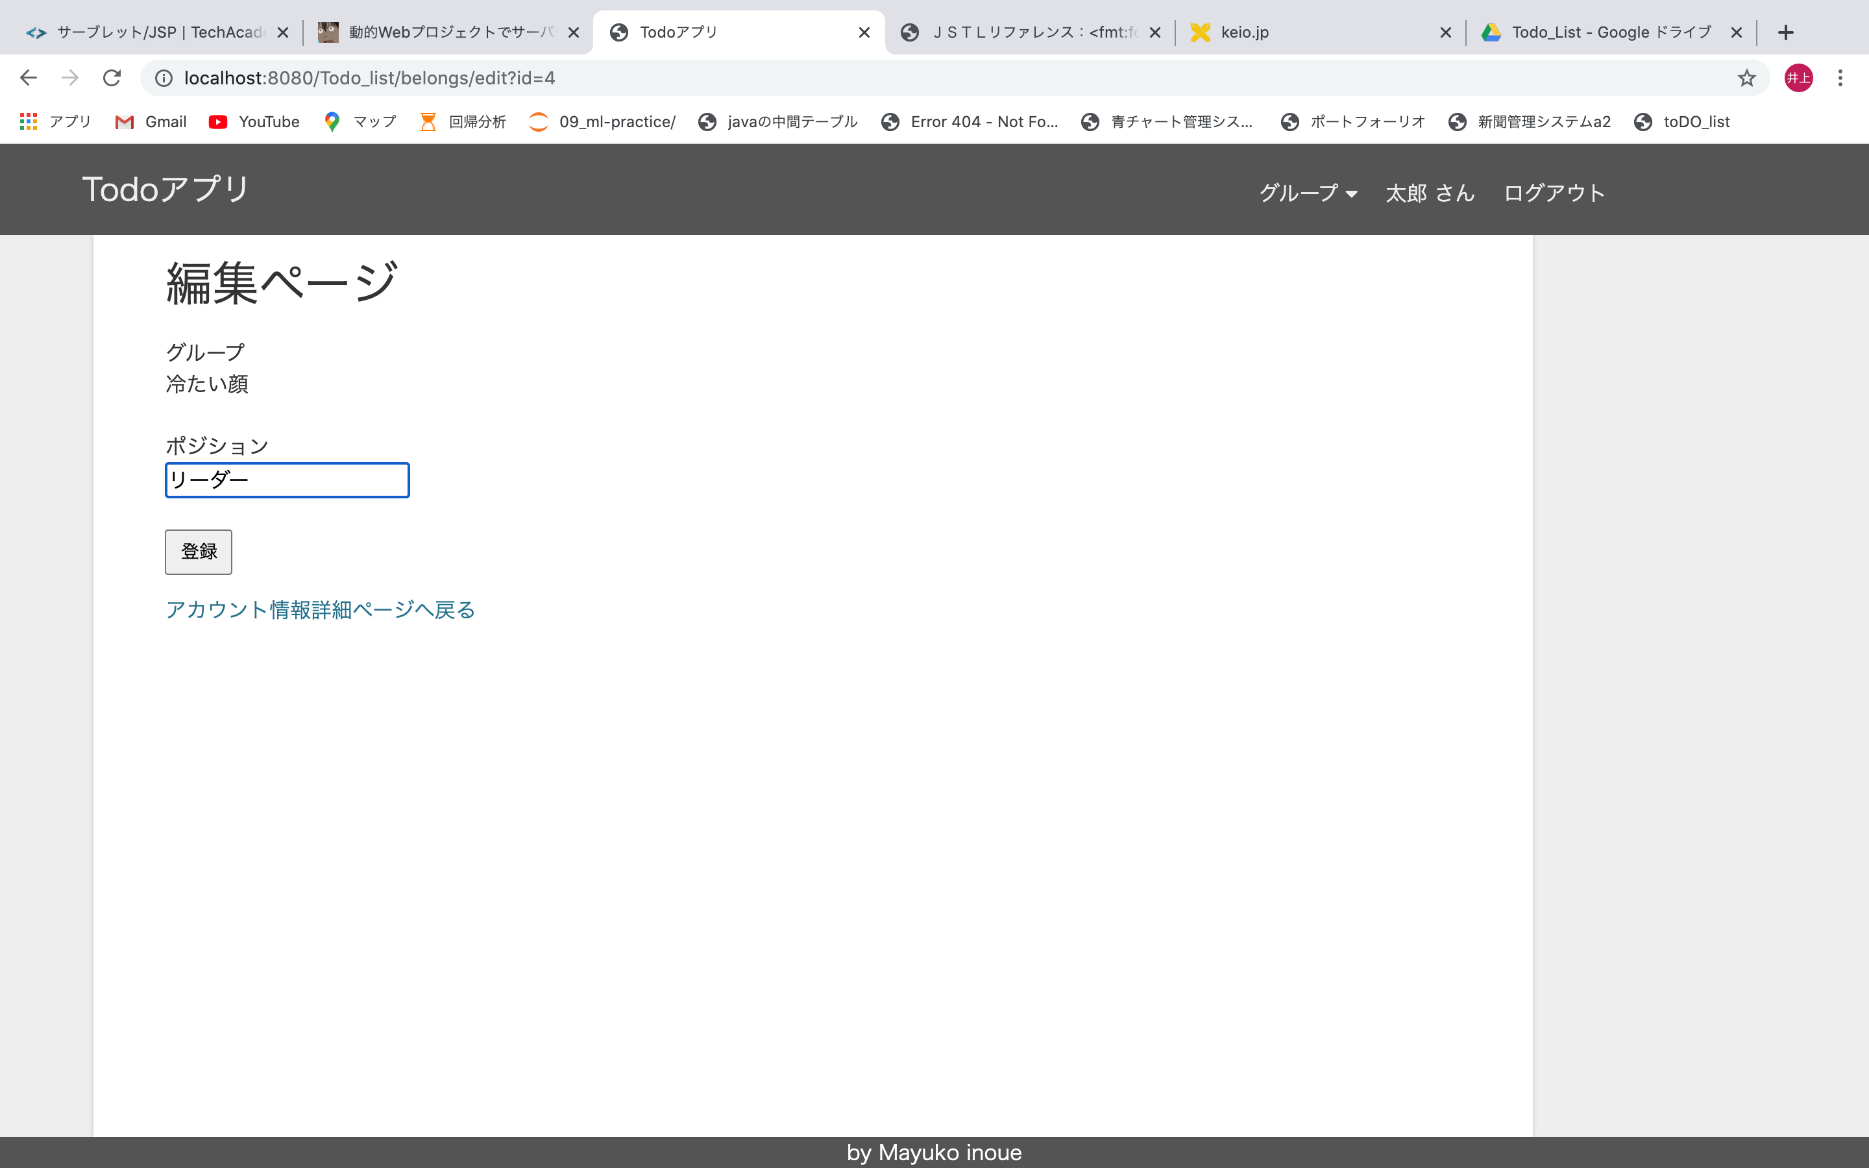 サーブレット/JSP | TechAcad
動的Webプロジェクトでサーバ
Todoアプリ
ＪＳＴＬリファレンス：<fmt:fo
keio.jp
Todo_List - Google ドライブ
localhost:8080/Todo_list/belongs/edit?id=4
井上
アプリ
Gmail
YouTube
マップ
回帰分析
09_ml-practice/
javaの中間テーブル
Error 404 - Not Fo...
青チャート管理シス...
ポートフォーリオ
新聞管理システムa2
toDO_list
Todoアプリ
グループ
太郎 さん
ログアウト
編集ページ
グループ
冷たい顔
ポジション
リーダー
登録
アカウント情報詳細ページへ戻る
by Mayuko inoue